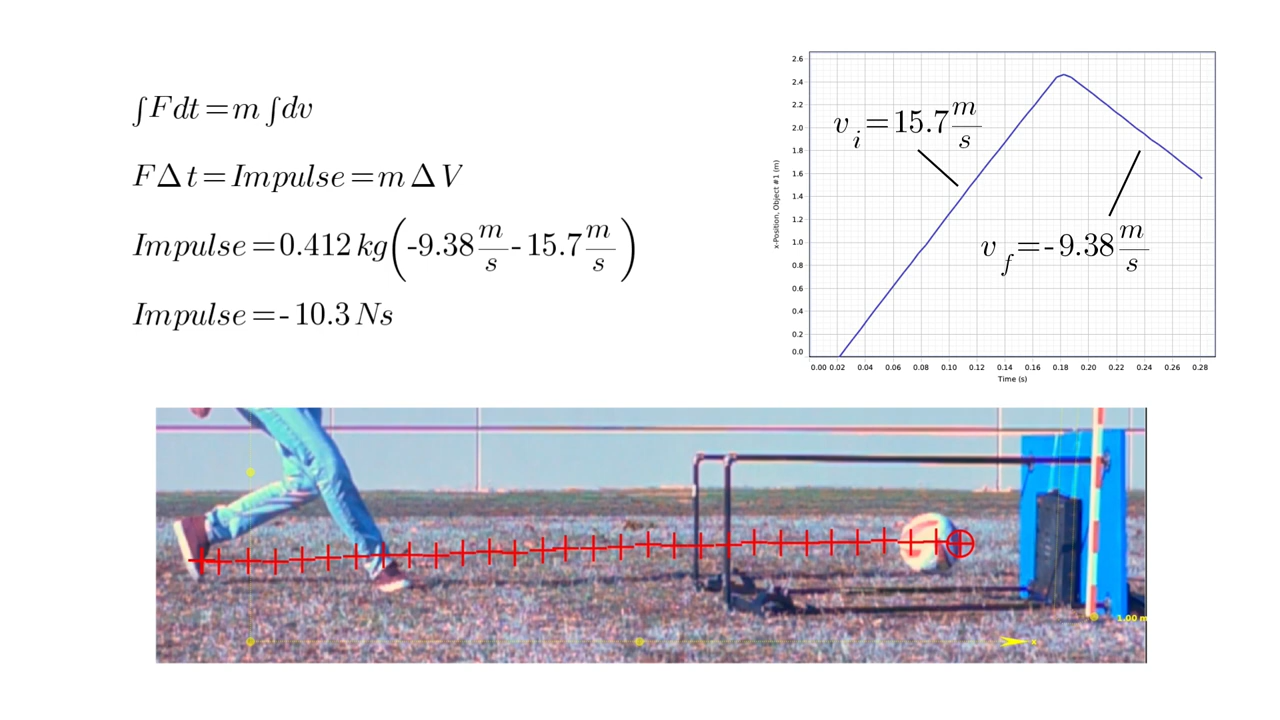 ∫Fdt=m∫dv
FΔt=Impulse=mΔV
Impulse=0.412 kg(-9.38 m/s - 15.7 m/s)
Impulse=-10.3 Ns
2.6
2.4
2.2
2.0
1.8
1.6
1.4
1.2
1.0
0.8
0.6
0.4
0.2
0.0
x-Position, Object #1 (m)
v_i=15.7 m/s
v_f=-9.38 m/s
0.00 0.02 0.04 0.06 0.08 0.10 0.12 0.14 0.16 0.18 0.20 0.22 0.24 0.26 0.28
Time (s)
1.00 m
x